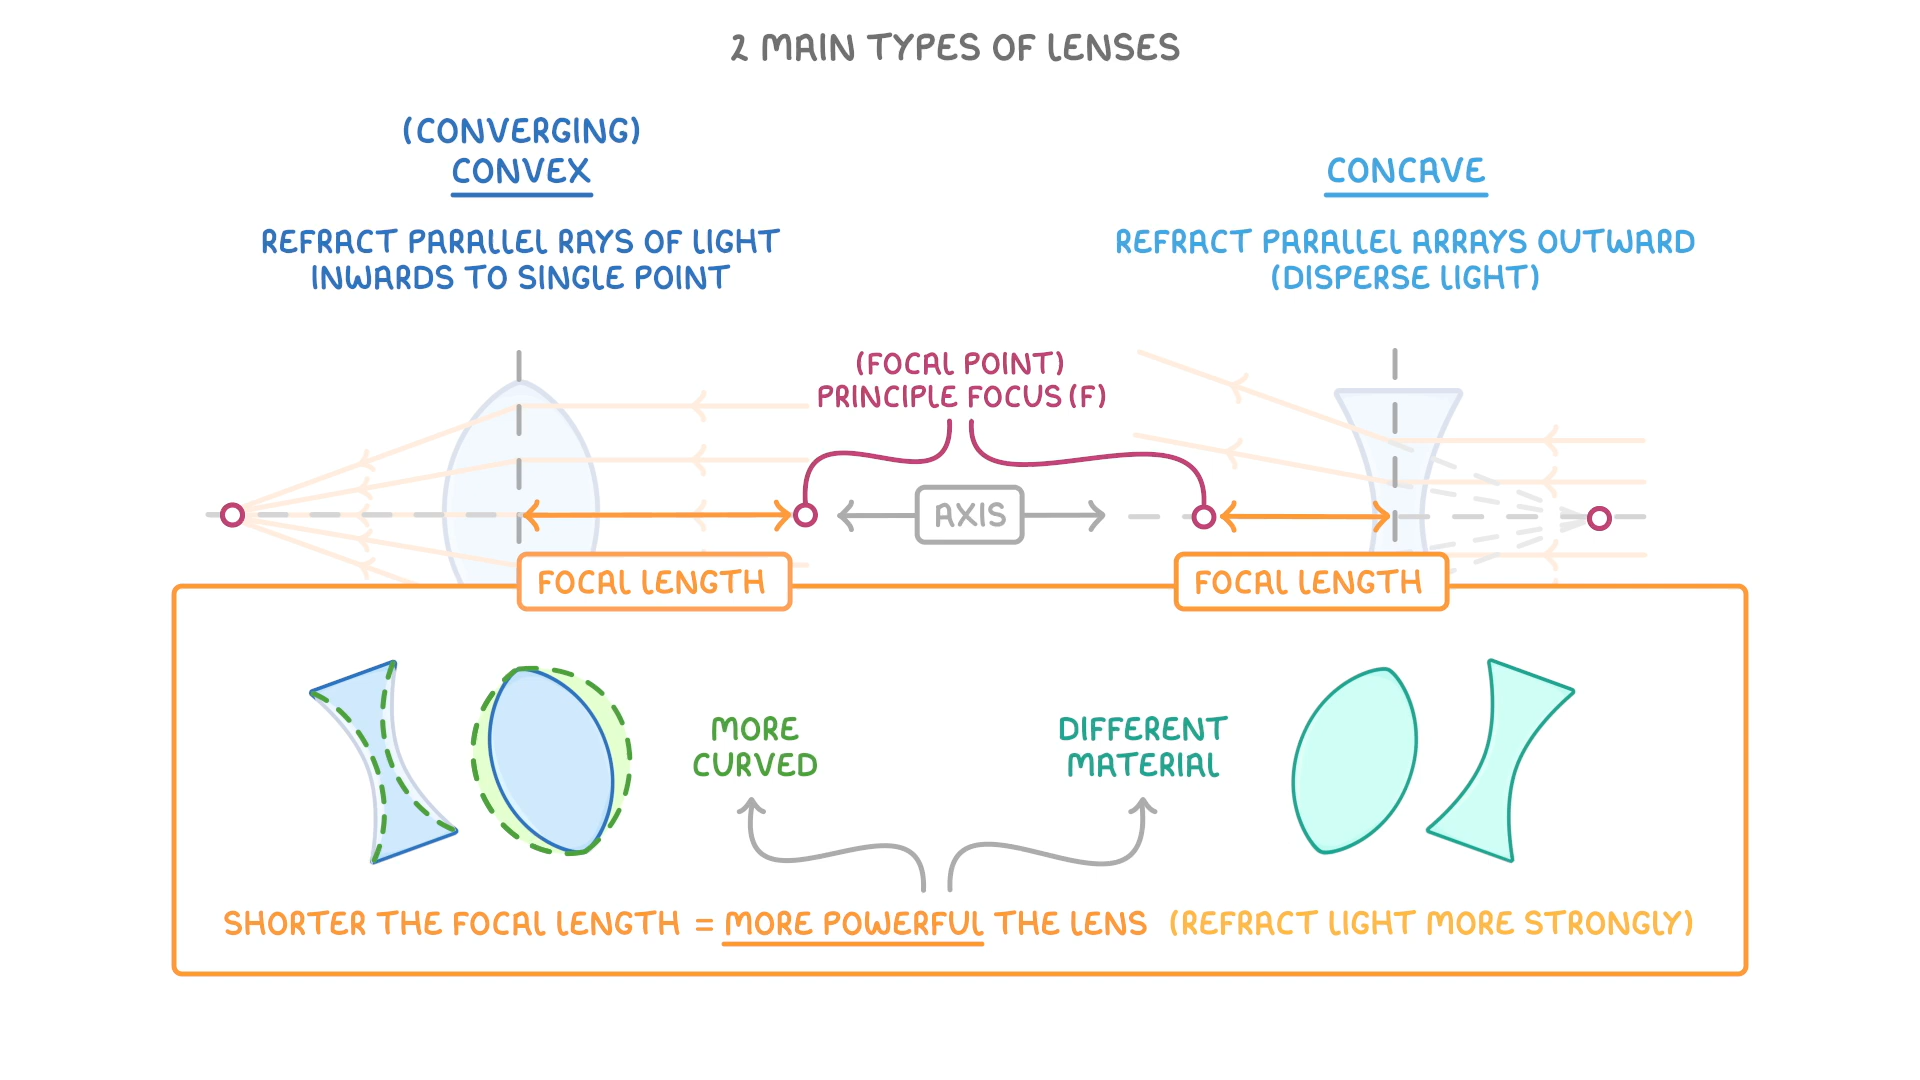 2 MAIN TYPES OF LENSES
(CONVERGING)
CONVEX
REFRACT PARALLEL RAYS OF LIGHT
INWARDS TO SINGLE POINT
CONCAVE
REFRACT PARALLEL ARRAYS OUTWARD
(DISPERSE LIGHT)
(FOCAL POINT)
PRINCIPLE FOCUS (F)
AXIS
FOCAL LENGTH
FOCAL LENGTH
MORE
CURVED
DIFFERENT
MATERIAL
SHORTER THE FOCAL LENGTH = MORE POWERFUL THE LENS (REFRACT LIGHT MORE STRONGLY)